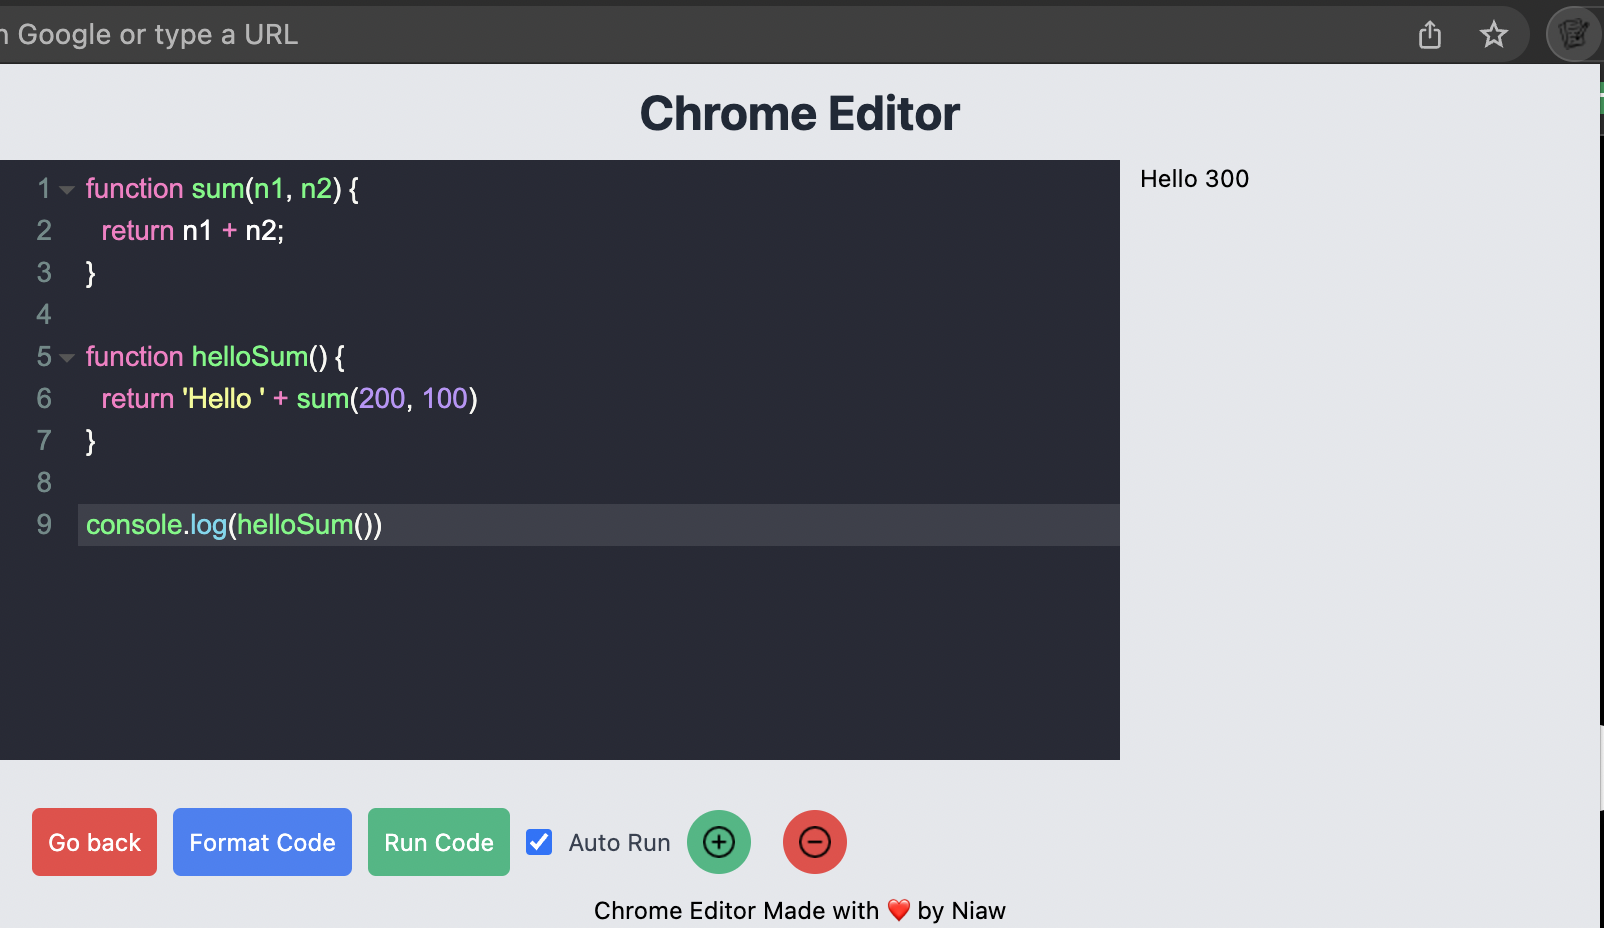 Google or type a URL
Chrome Editor
1 function sum(n1, n2) {
2 return n1 + n2;
3 }
4
5 function helloSum() {
6 return 'Hello ' + sum(200, 100)
7 }
8
9 console.log(helloSum())
Hello 300
Go back
Format Code
Run Code
Auto Run
Chrome Editor Made with ❤️ by Niaw